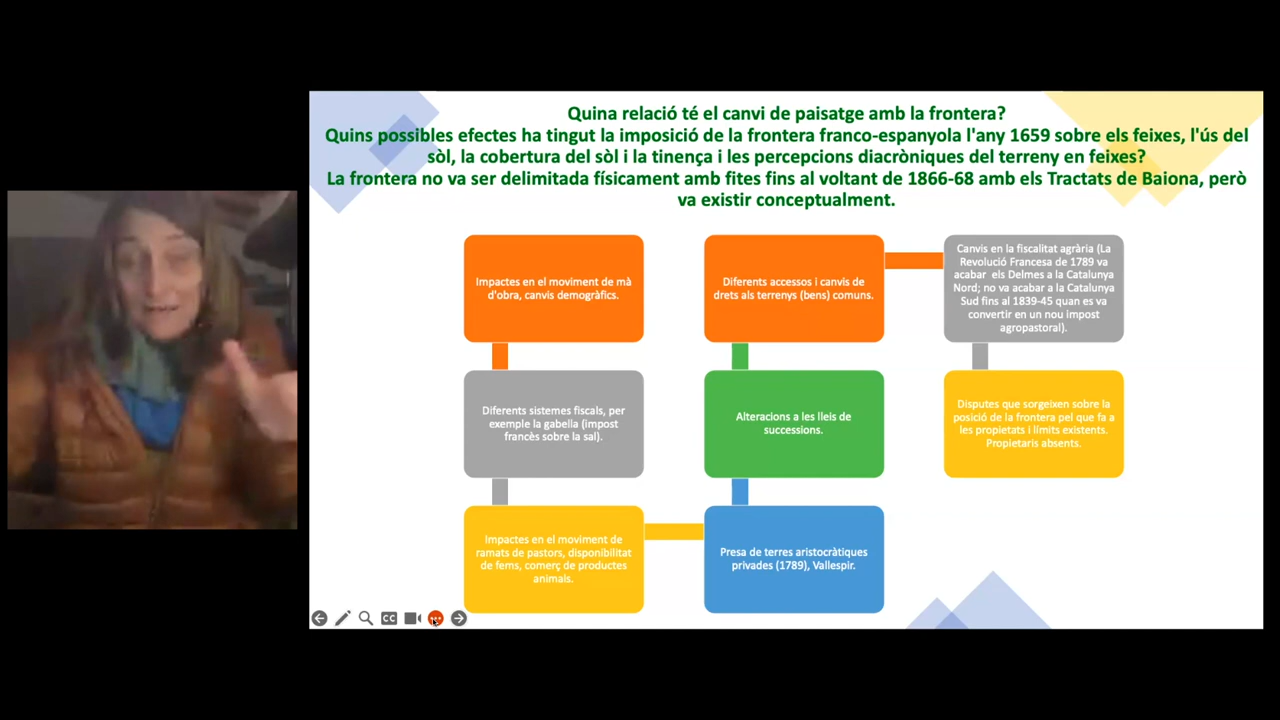 Quina relació té el canvi de paisatge amb la frontera?
Quins possibles efectes ha tingut la imposició de la frontera franco-espanyola l'any 1659 sobre els feixes, l'ús del
sòl, la cobertura del sòl i la tinença i les percepcions diacròniques del terreny en feixes?
La frontera no va ser delimitada físicament amb fites fins al voltant de 1866-68 amb els Tractats de Baiona, però
va existir conceptualment.
Impactes en el moviment de mà
d'obra, canvis demogràfics.
Diferents sistemes fiscals, per
exemple la gabella (impost
francès sobre la sal).
Impactes en el moviment de
ramats de pastors, disponibilitat
de fems, comerç de productes
animals.
Presa de terres aristocràtiques
privades (1789), Vallespir.
Alteracions a les lleis de
successions.
Diferents accessos i canvis de
drets als terrenys (bens) comuns.
Canvis en la fiscalitat agrària (La
Revolució Francesa de 1789 va
acabar els Delmes a la Catalunya
Nord; no va acabar a la Catalunya
Sud fins al 1839-45 quan es va
convertir en un nou impost
agropastoral).
Disputes que sorgeixen sobre la
posició de la frontera pel que fa a
les propietats i límits existents.
Propietaris absents.
CC